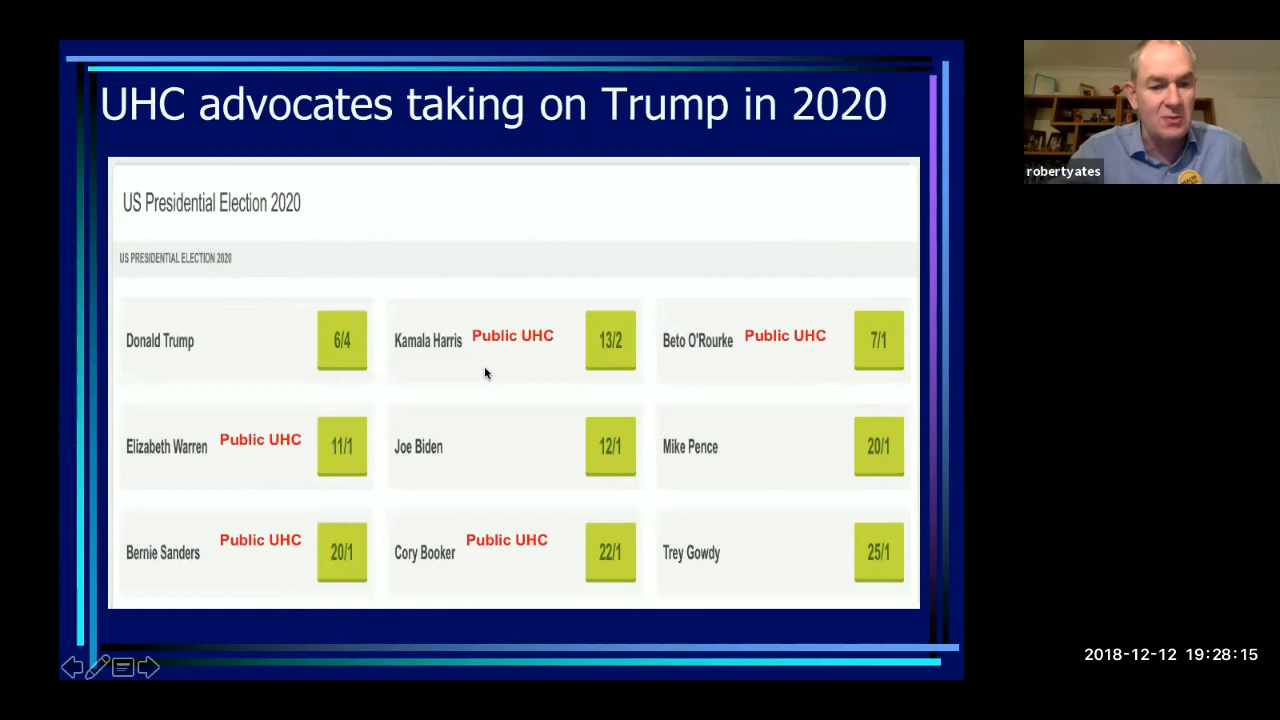 UHC advocates taking on Trump in 2020
US Presidential Election 2020
US PRESIDENTIAL ELECTION 2020
Donald Trump 6/4
Kamala Harris Public UHC 13/2
Beto O'Rourke Public UHC 7/1
Elizabeth Warren Public UHC 11/1
Joe Biden 12/1
Mike Pence 20/1
Bernie Sanders Public UHC 20/1
Cory Booker Public UHC 22/1
Trey Gowdy 25/1
robertyates
2018-12-12 19:28:15